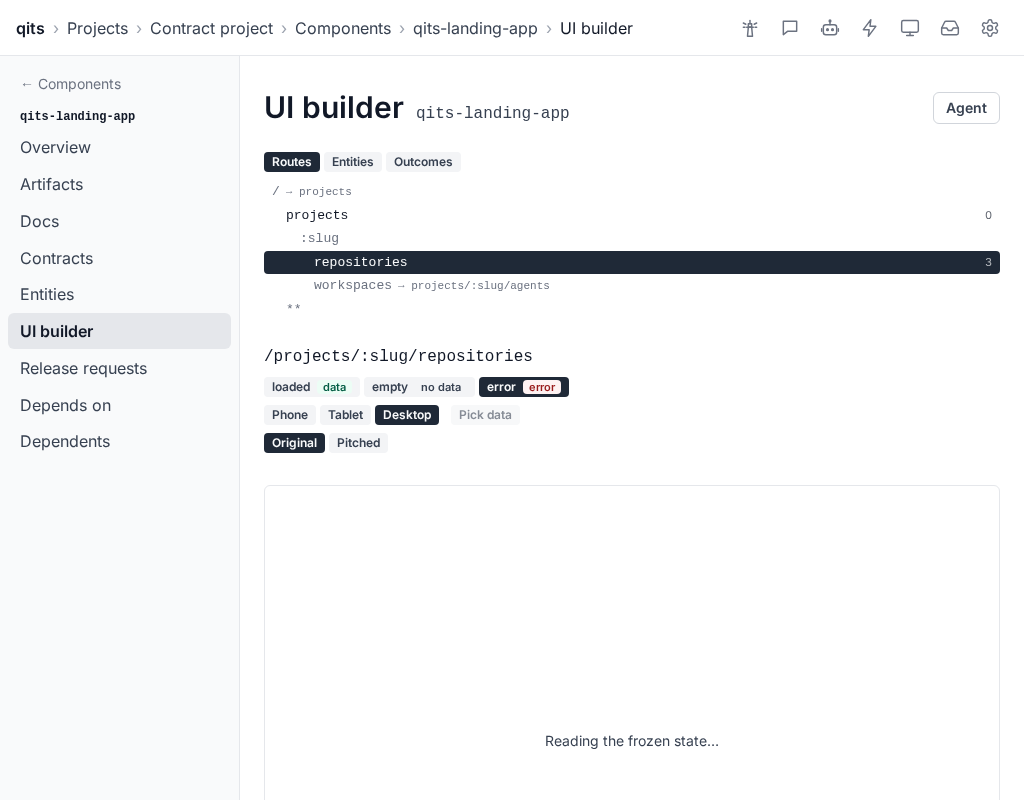 qits › Projects › Contract project › Components › qits-landing-app › UI builder
← Components
qits-landing-app
Overview
Artifacts
Docs
Contracts
Entities
UI builder
Release requests
Depends on
Dependents
UI builder qits-landing-app
Agent
Routes Entities Outcomes
/ → projects
projects 0
:slug
repositories 3
workspaces → projects/:slug/agents
**
/projects/:slug/repositories
loaded data empty no data error error
Phone Tablet Desktop Pick data
Original Pitched
Reading the frozen state…